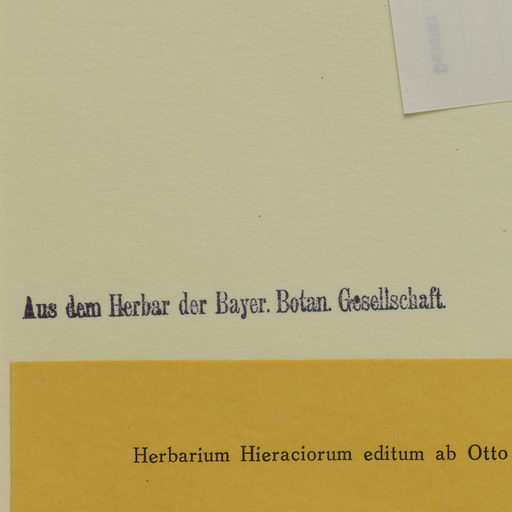 Aus dem Herbar der Bayer. Botan. Gesellschaft.
Herbarium Hieraciorum editum ab Otto